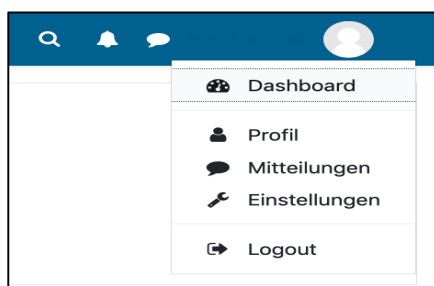 Dashboard
Profil
Mitteilungen
Einstellungen
Logout